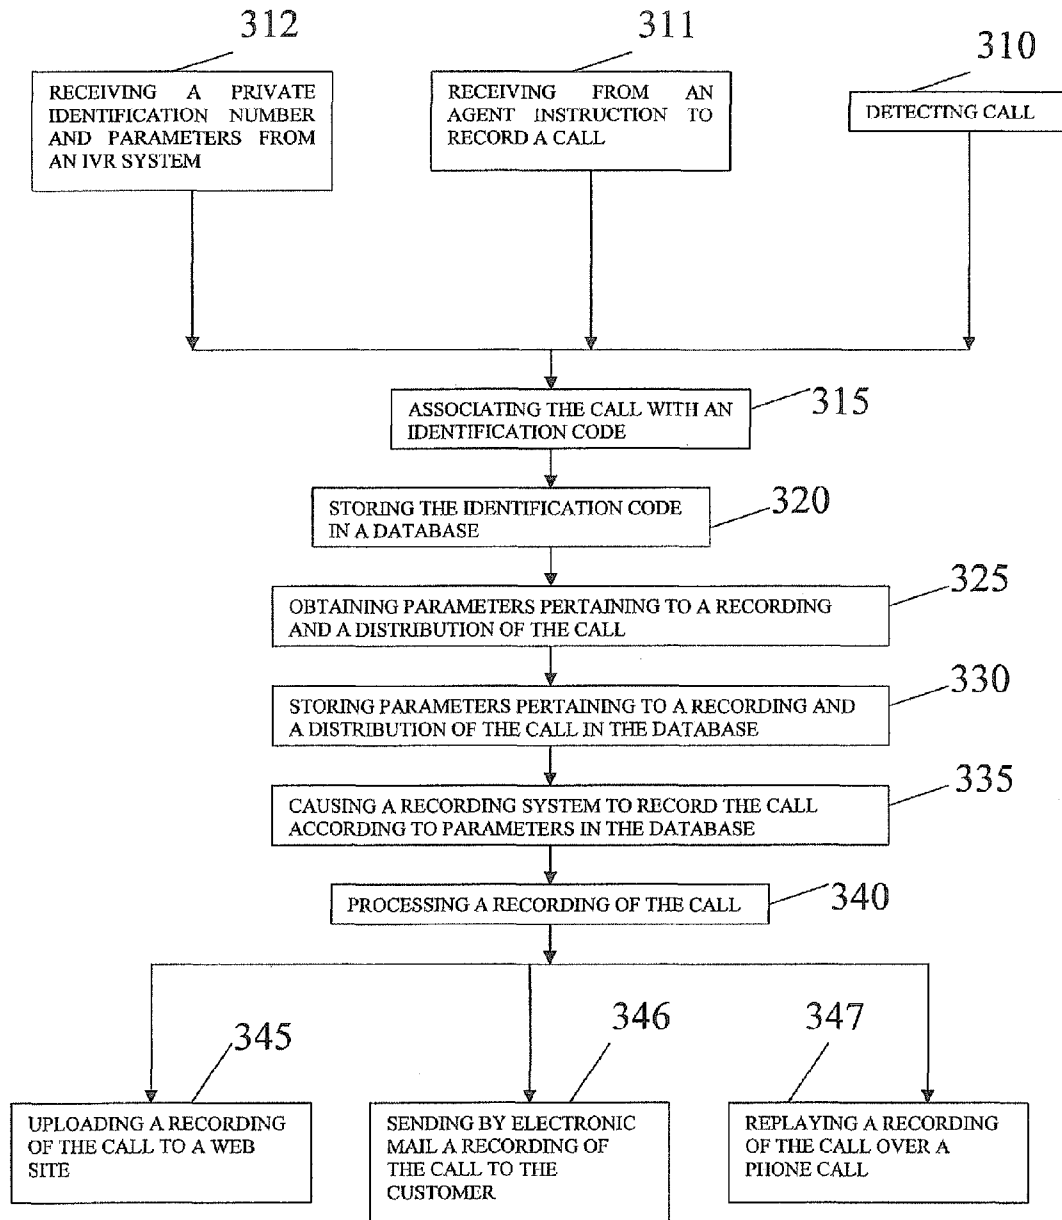 312
311
310
RECEIVING A PRIVATE
IDENTIFICATION NUMBER
AND PARAMETERS FROM
AN IVR SYSTEM
RECEIVING FROM AN
AGENT INSTRUCTION TO
RECORD A CALL
DETECTING CALL
315
ASSOCIATING THE CALL WITH AN
IDENTIFICATION CODE
320
STORING THE IDENTIFICATION CODE
IN A DATABASE
325
OBTAINING PARAMETERS PERTAINING TO A RECORDING
AND A DISTRIBUTION OF THE CALL
330
STORING PARAMETERS PERTAINING TO A RECORDING AND
A DISTRIBUTION OF THE CALL IN THE DATABASE
335
CAUSING A RECORDING SYSTEM TO RECORD THE CALL
ACCORDING TO PARAMETERS IN THE DATABASE
340
PROCESSING A RECORDING OF THE CALL
345
346
347
UPLOADING A RECORDING
OF THE CALL TO A WEB
SITE
SENDING BY ELECTRONIC
MAIL A RECORDING OF
THE CALL TO THE
CUSTOMER
REPLAYING A RECORDING
OF THE CALL OVER A
PHONE CALL